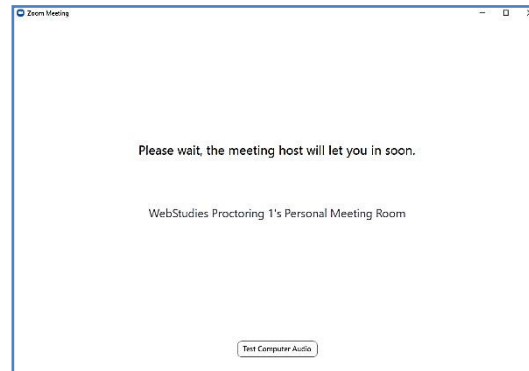 Zoom Meeting
Please wait, the meeting host will let you in soon.
WebStudies Proctoring 1's Personal Meeting Room
Test Computer Audio